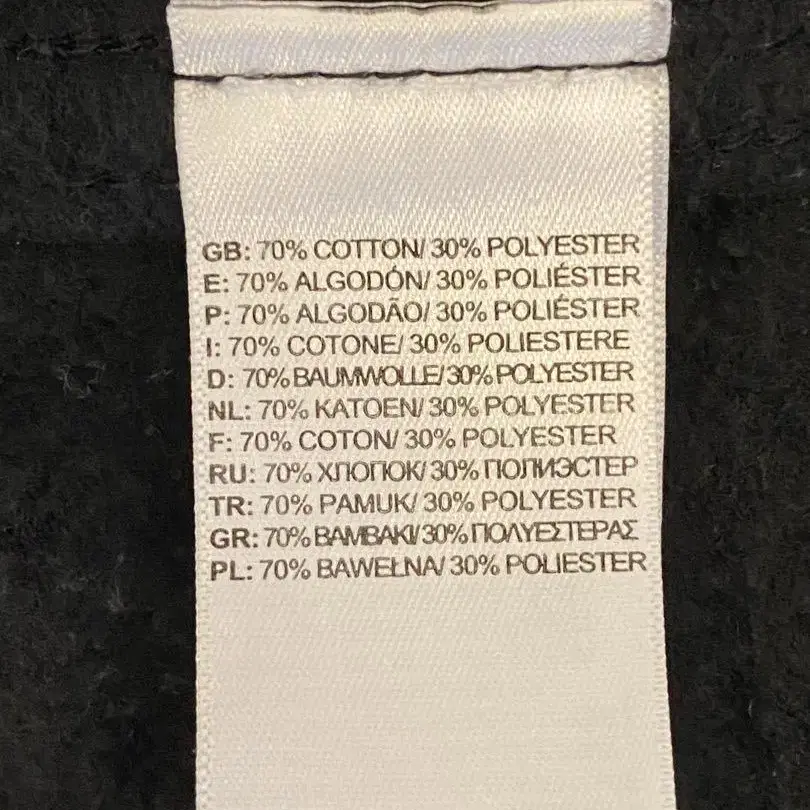 GB: 70% COTTON/ 30% POLYESTER
E: 70% ALGODÓN/ 30% POLIÉSTER
P: 70% ALGODÃO/ 30% POLIÉSTER
I: 70% COTONE/ 30% POLIESTERE
D: 70% BAUMWOLLE/ 30% POLYESTER
NL: 70% KATOEN/ 30% POLYESTER
F: 70% COTON/ 30% POLYESTER
RU: 70% ХЛОПОК/ 30% ПОЛИЭСТЕР
TR: 70% PAMUK/ 30% POLYESTER
GR: 70% ΒΑΜΒΑΚΙ/ 30% ΠΟΛΥΕΣΤΕΡΑΣ
PL: 70% BAWEŁNA/ 30% POLIESTER